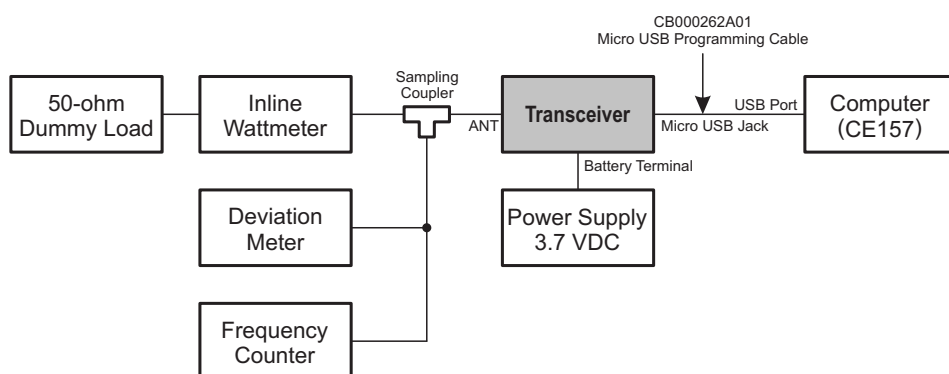 CB000262A01
Micro USB Programming Cable
Sampling
Coupler
50-ohm
Dummy Load
Inline
Wattmeter
ANT
Transceiver
USB Port
Micro USB Jack
Computer
(CE157)
Battery Terminal
Deviation
Meter
Power Supply
3.7 VDC
Frequency
Counter